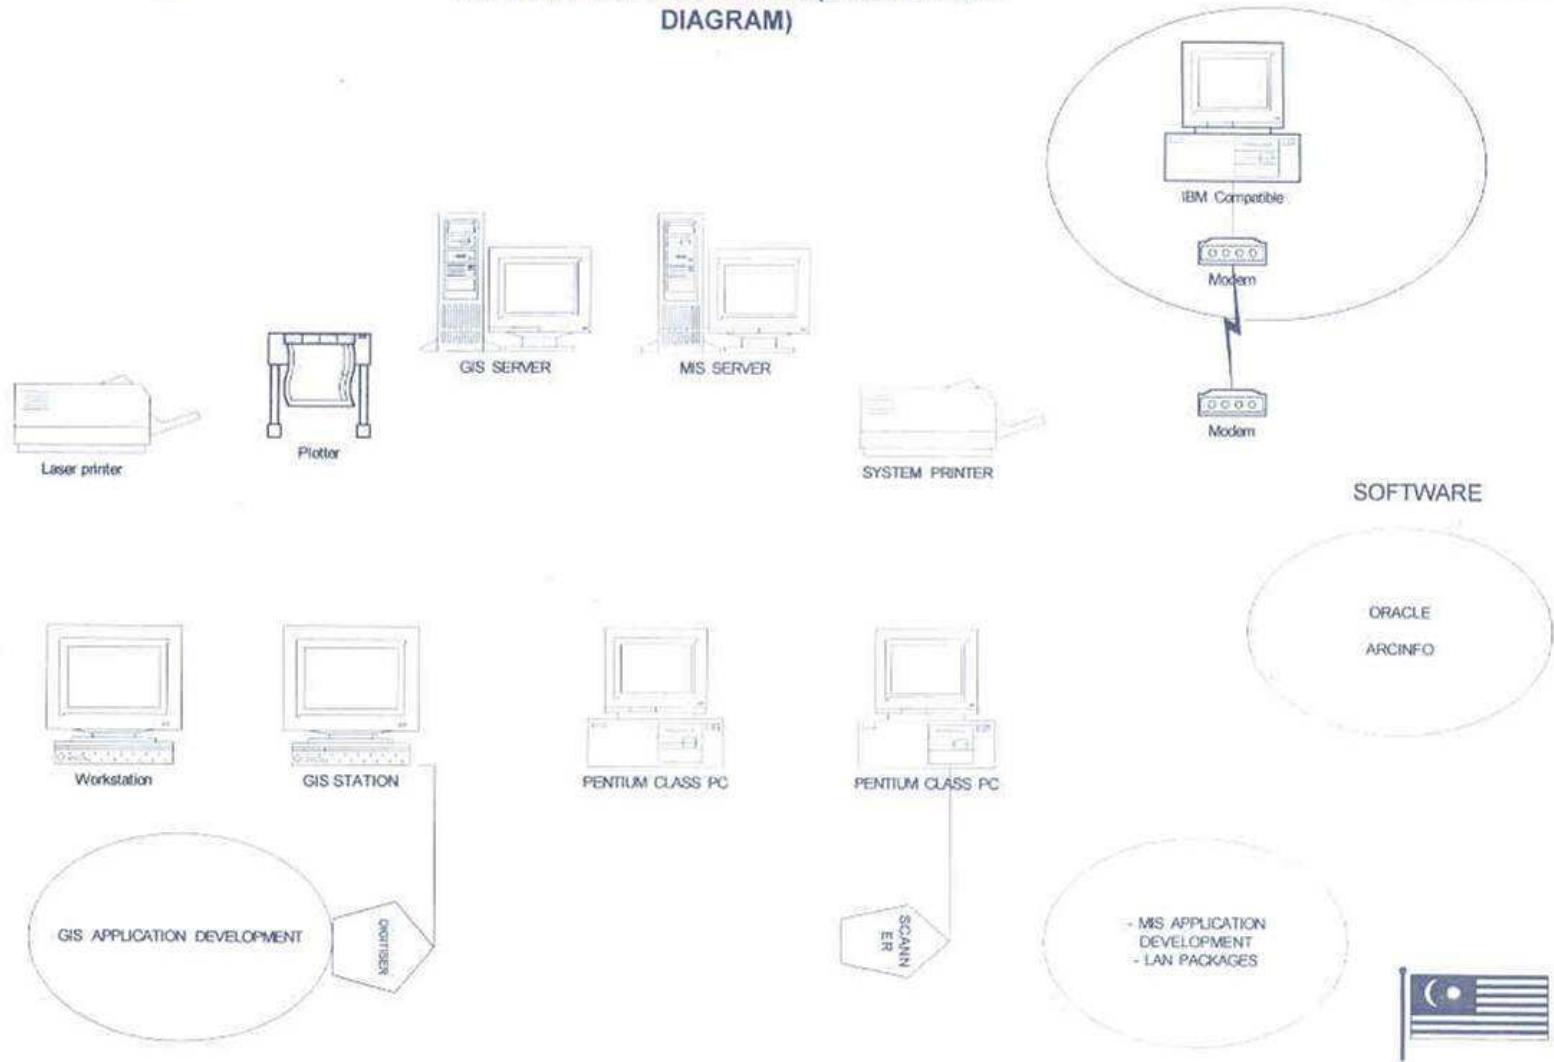 DIAGRAM)
IBM Compatible
Modem
GIS SERVER
MIS SERVER
Modem
Laser printer
Plotter
SYSTEM PRINTER
SOFTWARE
ORACLE
ARCINFO
Workstation
GIS STATION
PENTIUM CLASS PC
PENTIUM CLASS PC
GIS APPLICATION DEVELOPMENT
DIGITISER
SCANN
ER
- MIS APPLICATION
DEVELOPMENT
- LAN PACKAGES